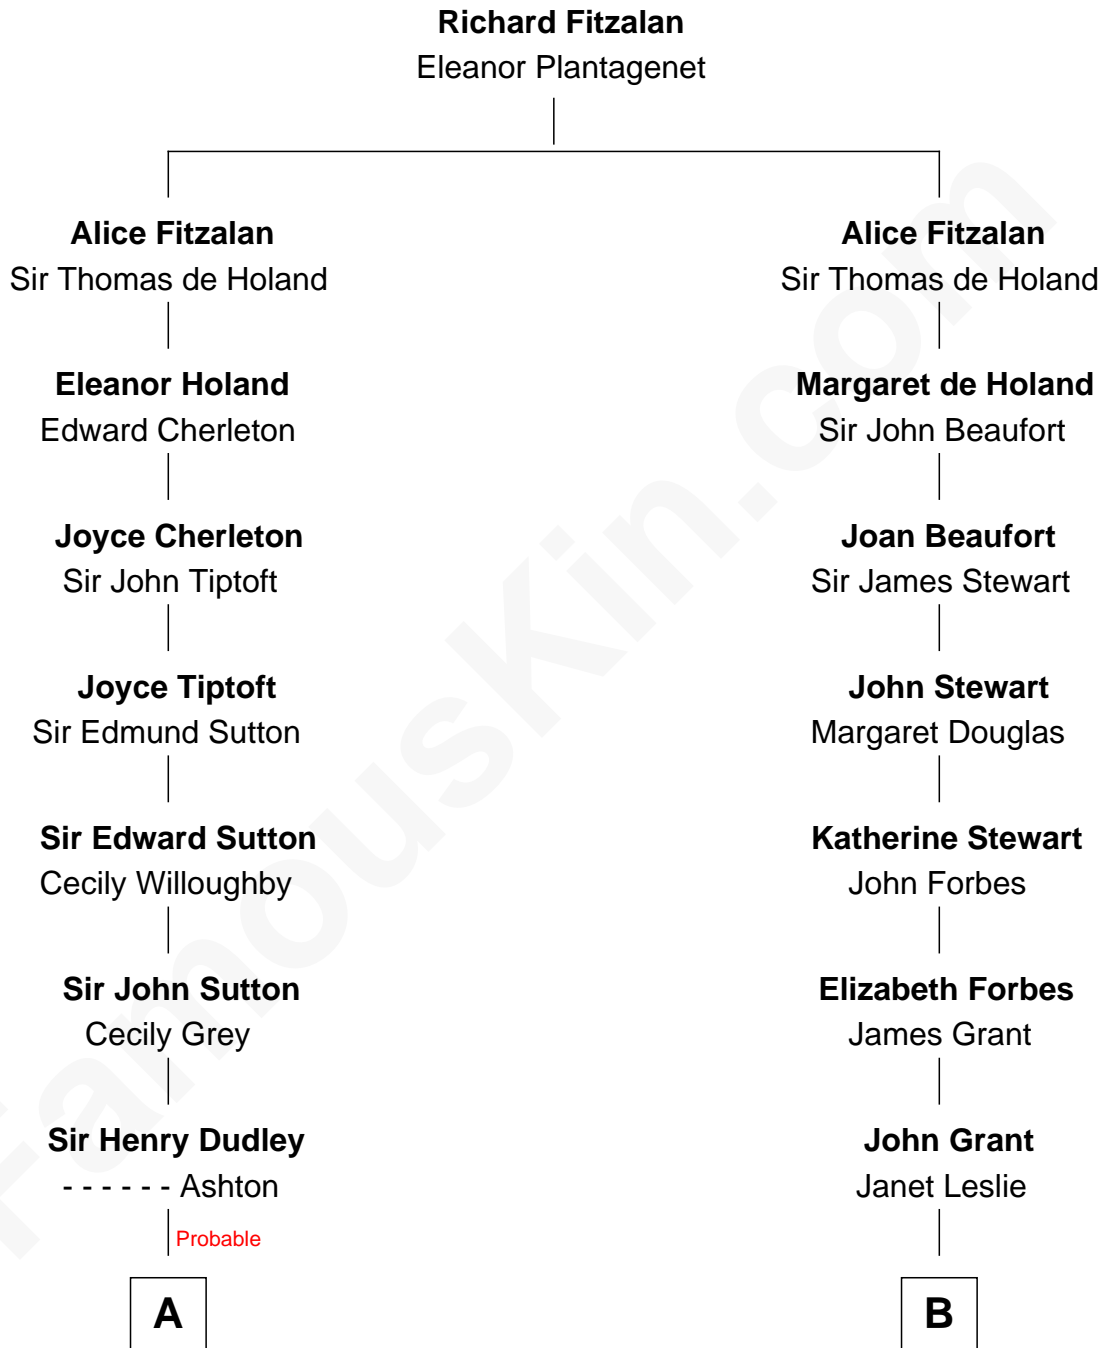 Richard Fitzalan
Eleanor Plantagenet
Alice Fitzalan
Sir Thomas de Holand
Eleanor Holand
Edward Cherleton
Joyce Cherleton
Sir John Tiptoft
Joyce Tiptoft
Sir Edmund Sutton
Sir Edward Sutton
Cecily Willoughby
Sir John Sutton
Cecily Grey
Sir Henry Dudley
- - - - - - Ashton
Probable
A
Alice Fitzalan
Sir Thomas de Holand
Margaret de Holand
Sir John Beaufort
Joan Beaufort
Sir James Stewart
John Stewart
Margaret Douglas
Katherine Stewart
John Forbes
Elizabeth Forbes
James Grant
John Grant
Janet Leslie
B
FamousKin.com